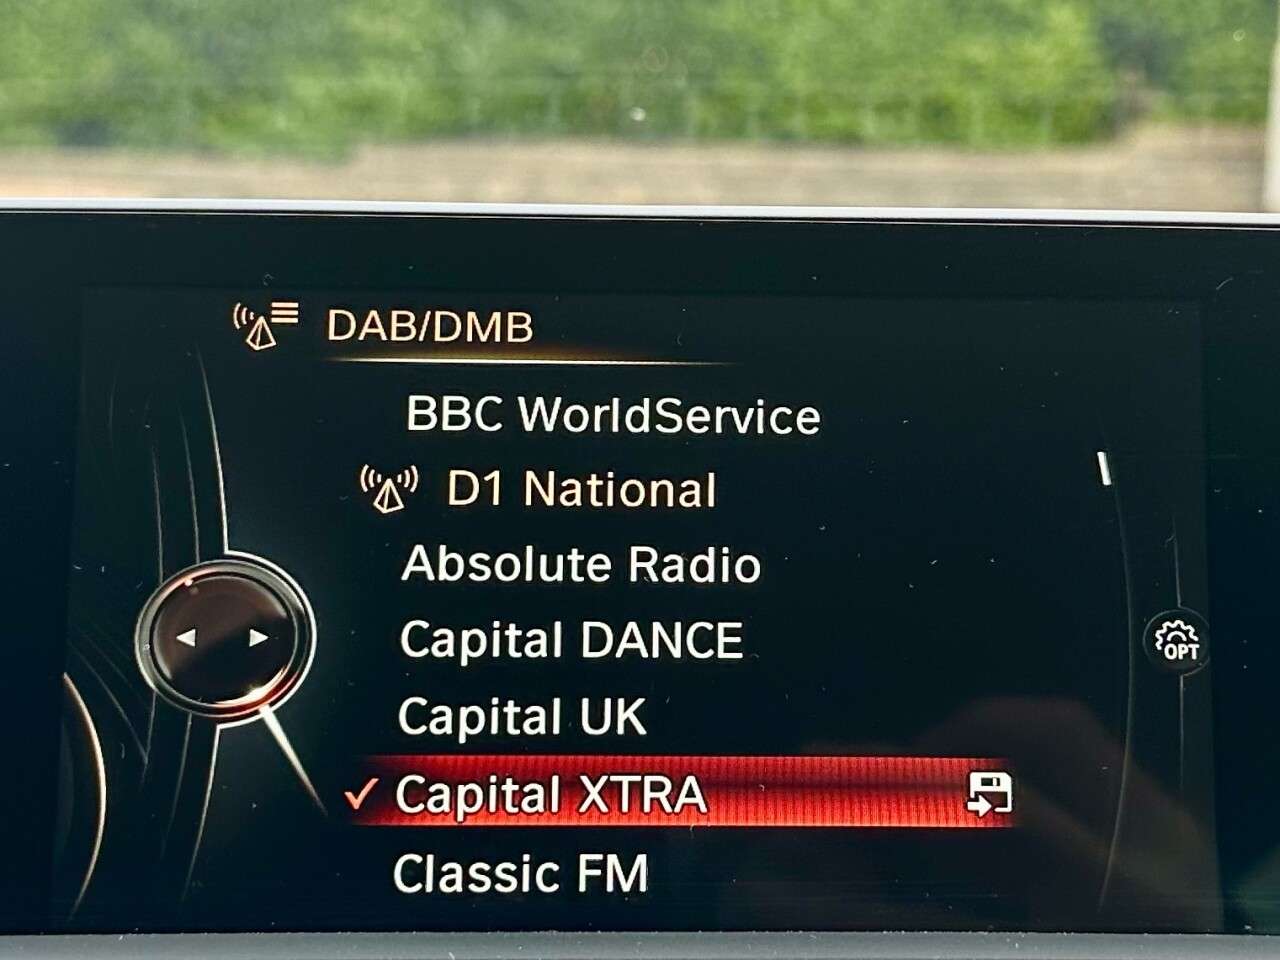 DAB/DMB
BBC WorldService
D1 National
Absolute Radio
Capital DANCE
OPT
Capital UK
Capital XTRA
Classic FM